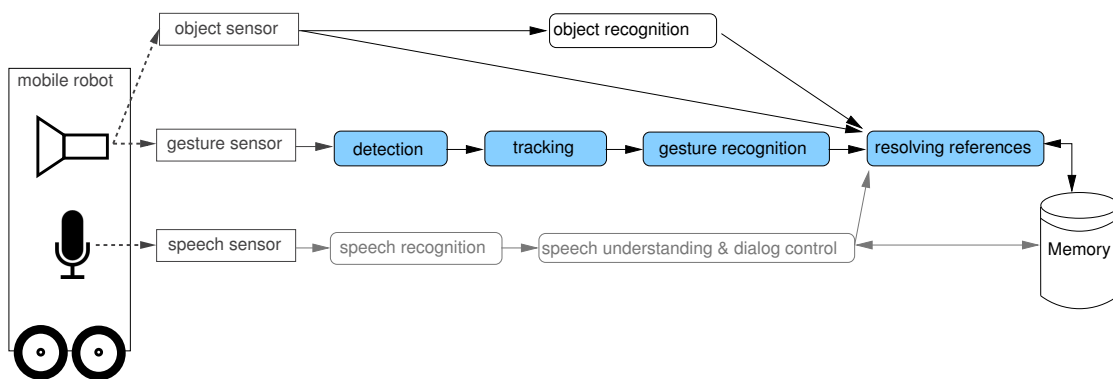 object sensor
object recognition
mobile robot
gesture sensor
detection
tracking
gesture recognition
resolving references
speech sensor
speech recognition
speech understanding & dialog control
Memory